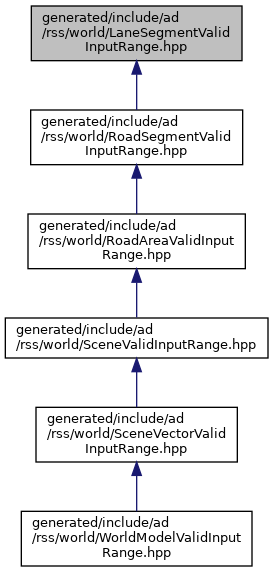 generated/include/ad
/rss/world/LaneSegmentValid
InputRange.hpp
generated/include/ad
/rss/world/RoadSegmentValid
InputRange.hpp
generated/include/ad
/rss/world/RoadAreaValidInput
Range.hpp
generated/include/ad
/rss/world/SceneValidInputRange.hpp
generated/include/ad
/rss/world/SceneVectorValid
InputRange.hpp
generated/include/ad
/rss/world/WorldModelValidInput
Range.hpp